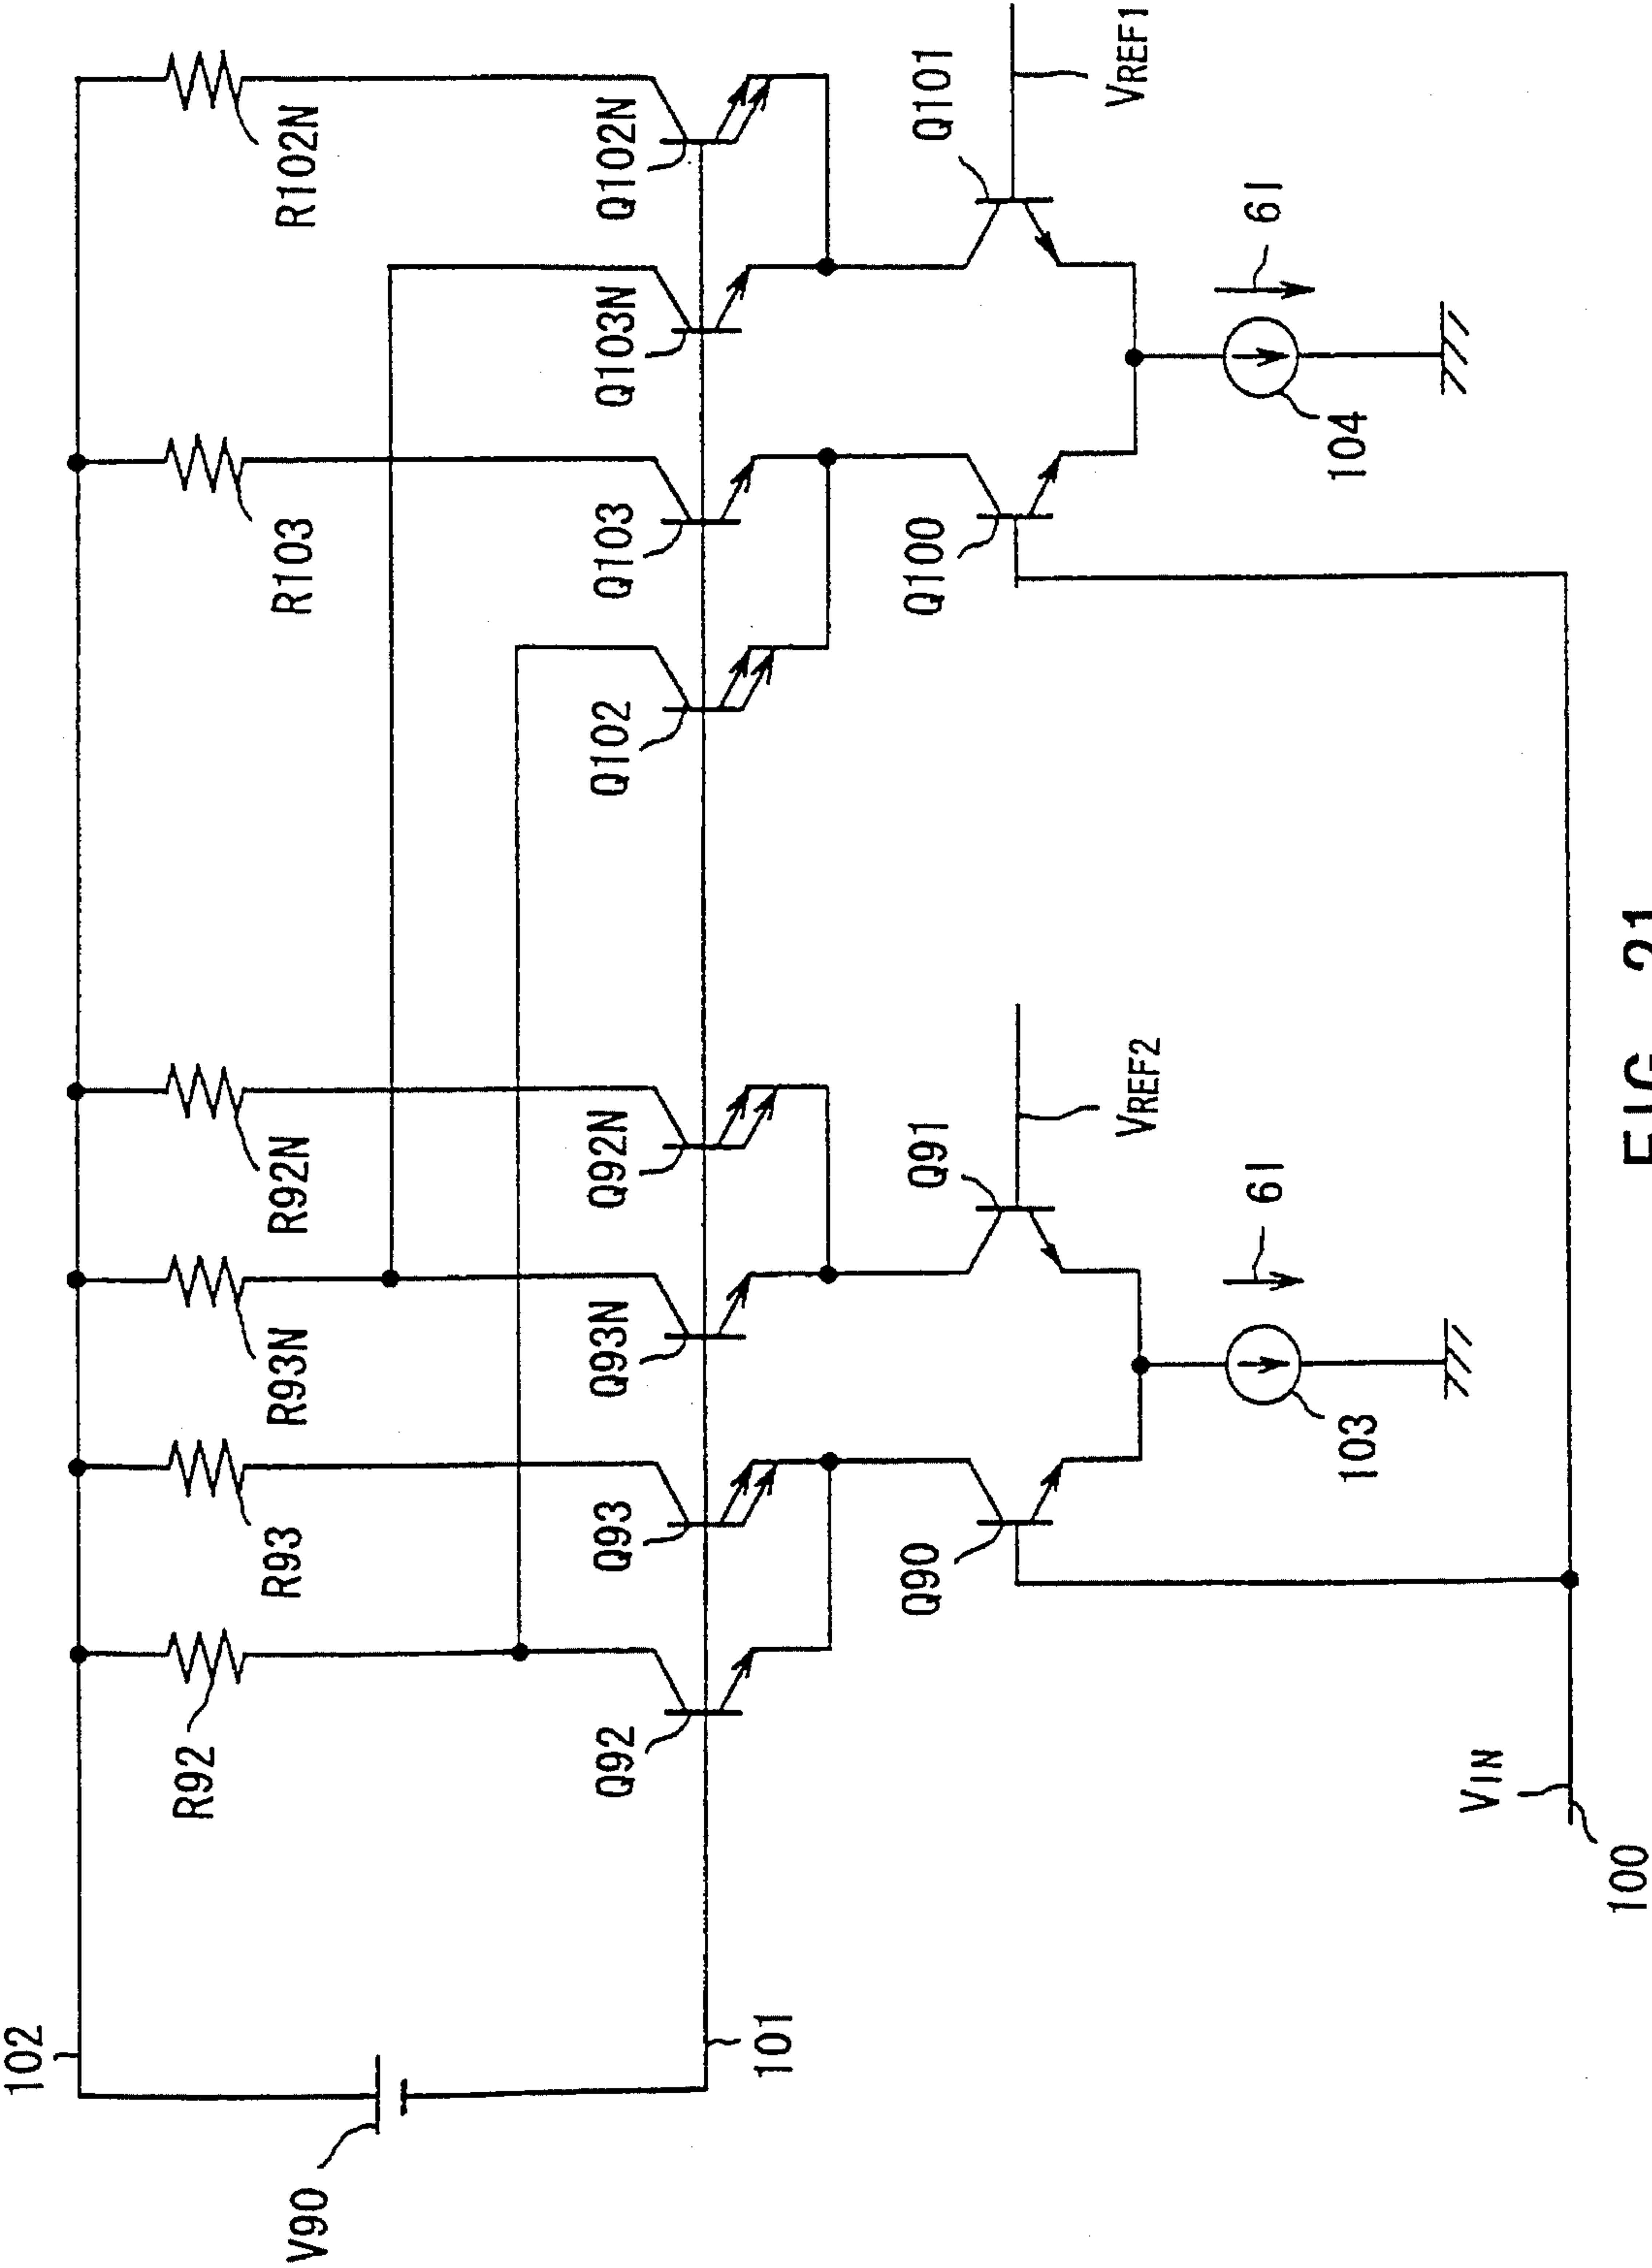 102
V90
R92
R93
R93N
R92N
R103
R102N
Q92
Q93
Q93N
Q92N
Q102
Q103
Q103N
Q102N
101
Q90
Q91
Q100
Q101
VREF2
VREF1
6I
6I
103
104
VIN
100
FIG. 21